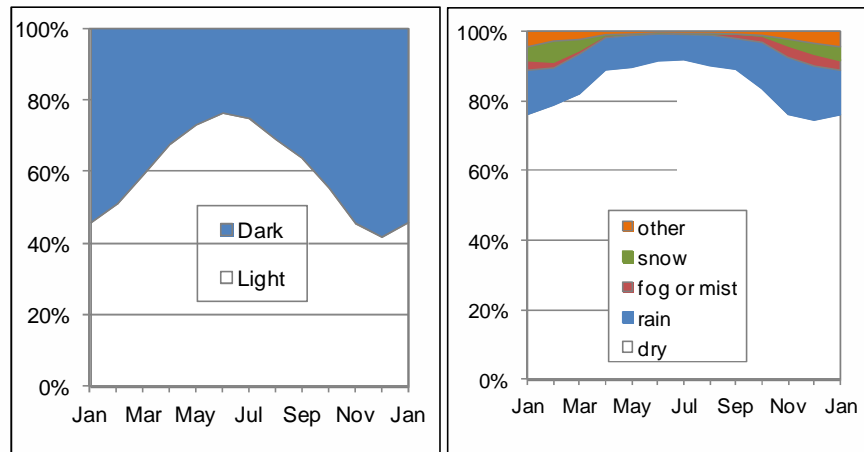 100%
80%
60%
40%
20%
0%
Dark
Light
Jan Mar May Jul Sep Nov Jan
100%
80%
60%
40%
20%
0%
other
snow
fog or mist
rain
dry
Jan Mar May Jul Sep Nov Jan